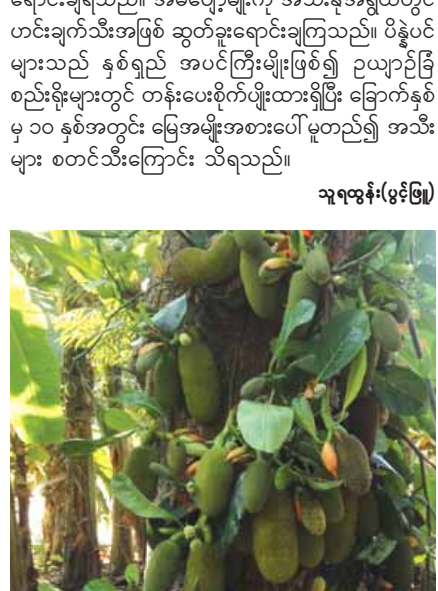 ရောင်းချရသည်။ အမပျော့မျိုးကို အသီးနုအရွယ်တွင်
ဟင်းချက်သီးအဖြစ် ဆွတ်ခူးရောင်းချကြသည်။ ပိန္နဲပင်
များသည် နှစ်ရှည် အပင်ကြီးမျိုးဖြစ်၍ ဥယျာဉ်ခြံ
စည်းရိုးများတွင် တန်းပေးစိုက်ပျိုးထားရှိပြီး ခြောက်နှစ်
မှ ၁၀ နှစ်အတွင်း မြေအမျိုးအစားပေါ် မူတည်၍ အသီး
များ စတင်သီးကြောင်း သိရသည်။
သူရထွန်း(ပွင့်ဖြူ)